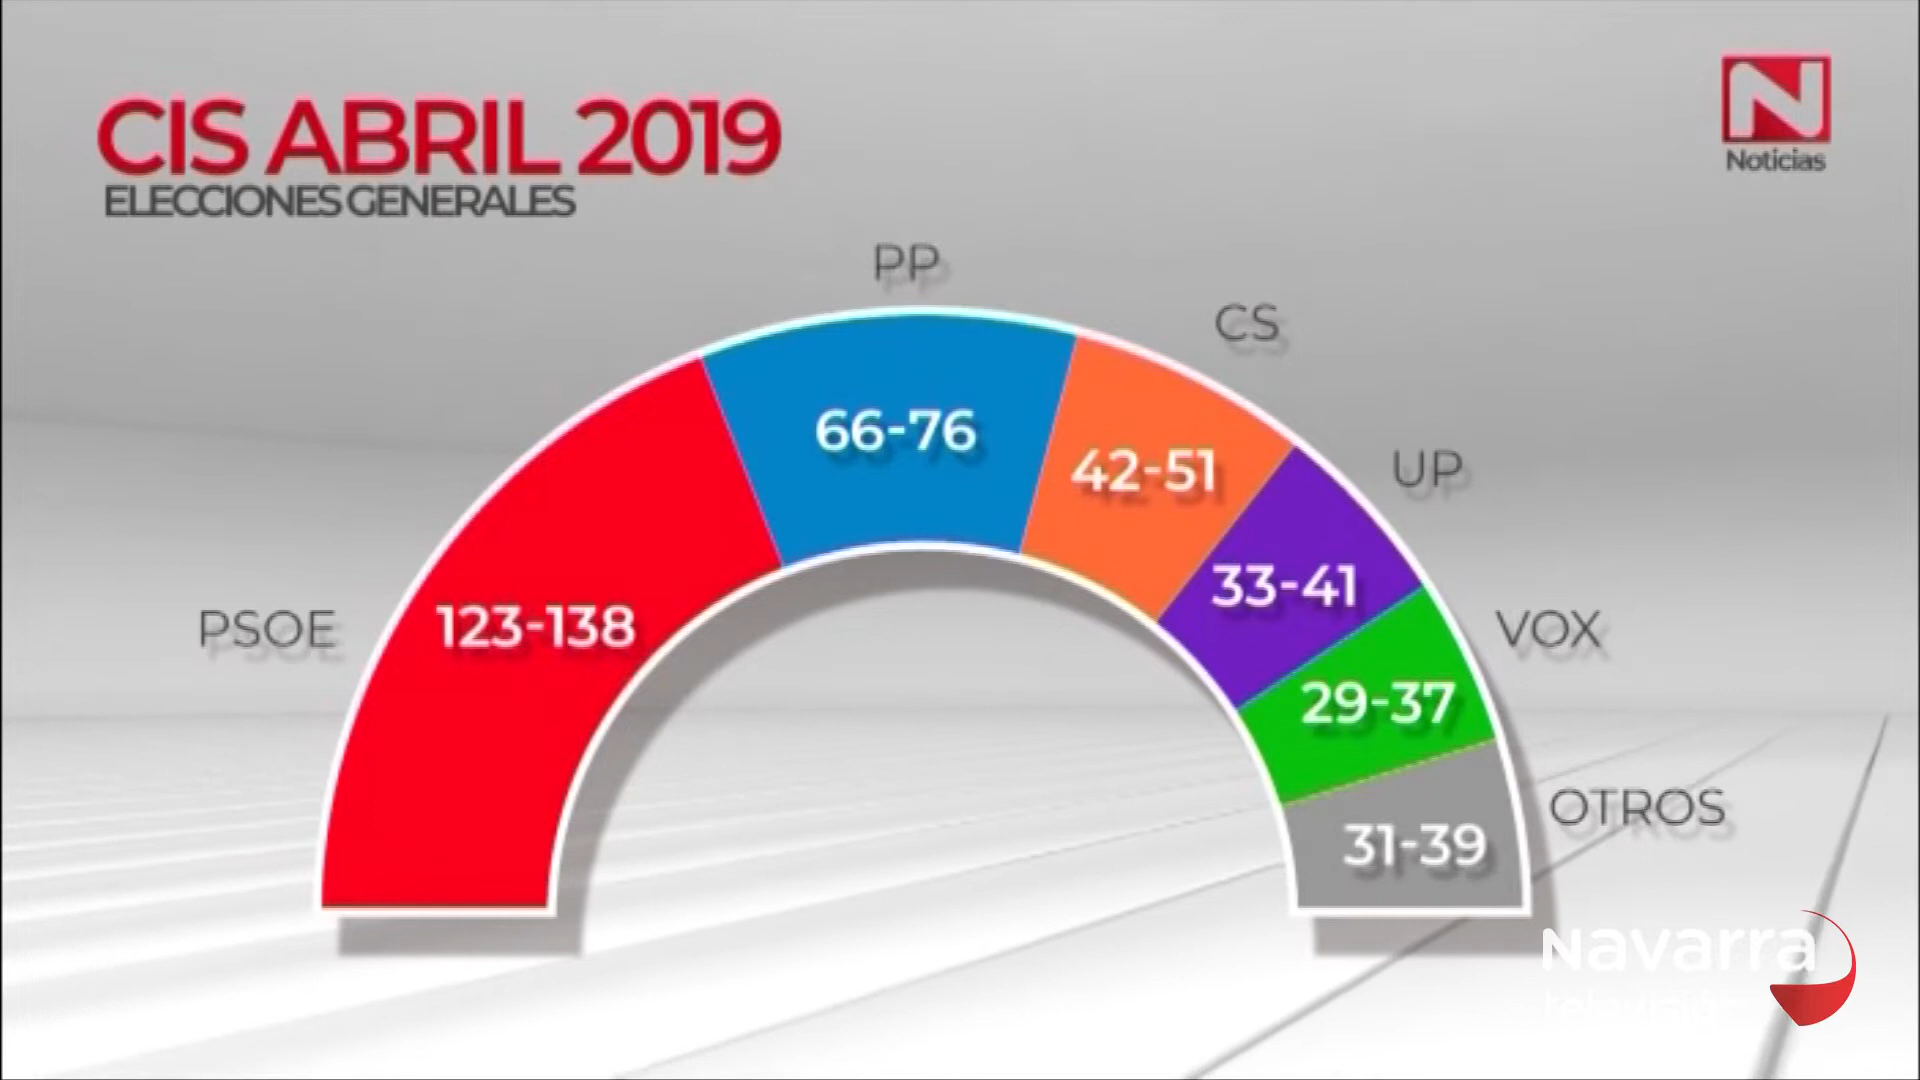 CIS ABRIL 2019
ELECCIONES GENERALES
N
Noticias
PP
CS
UP
VOX
OTROS
PSOE
66-76
42-51
33-41
123-138
29-37
31-39
Navarra
televisión